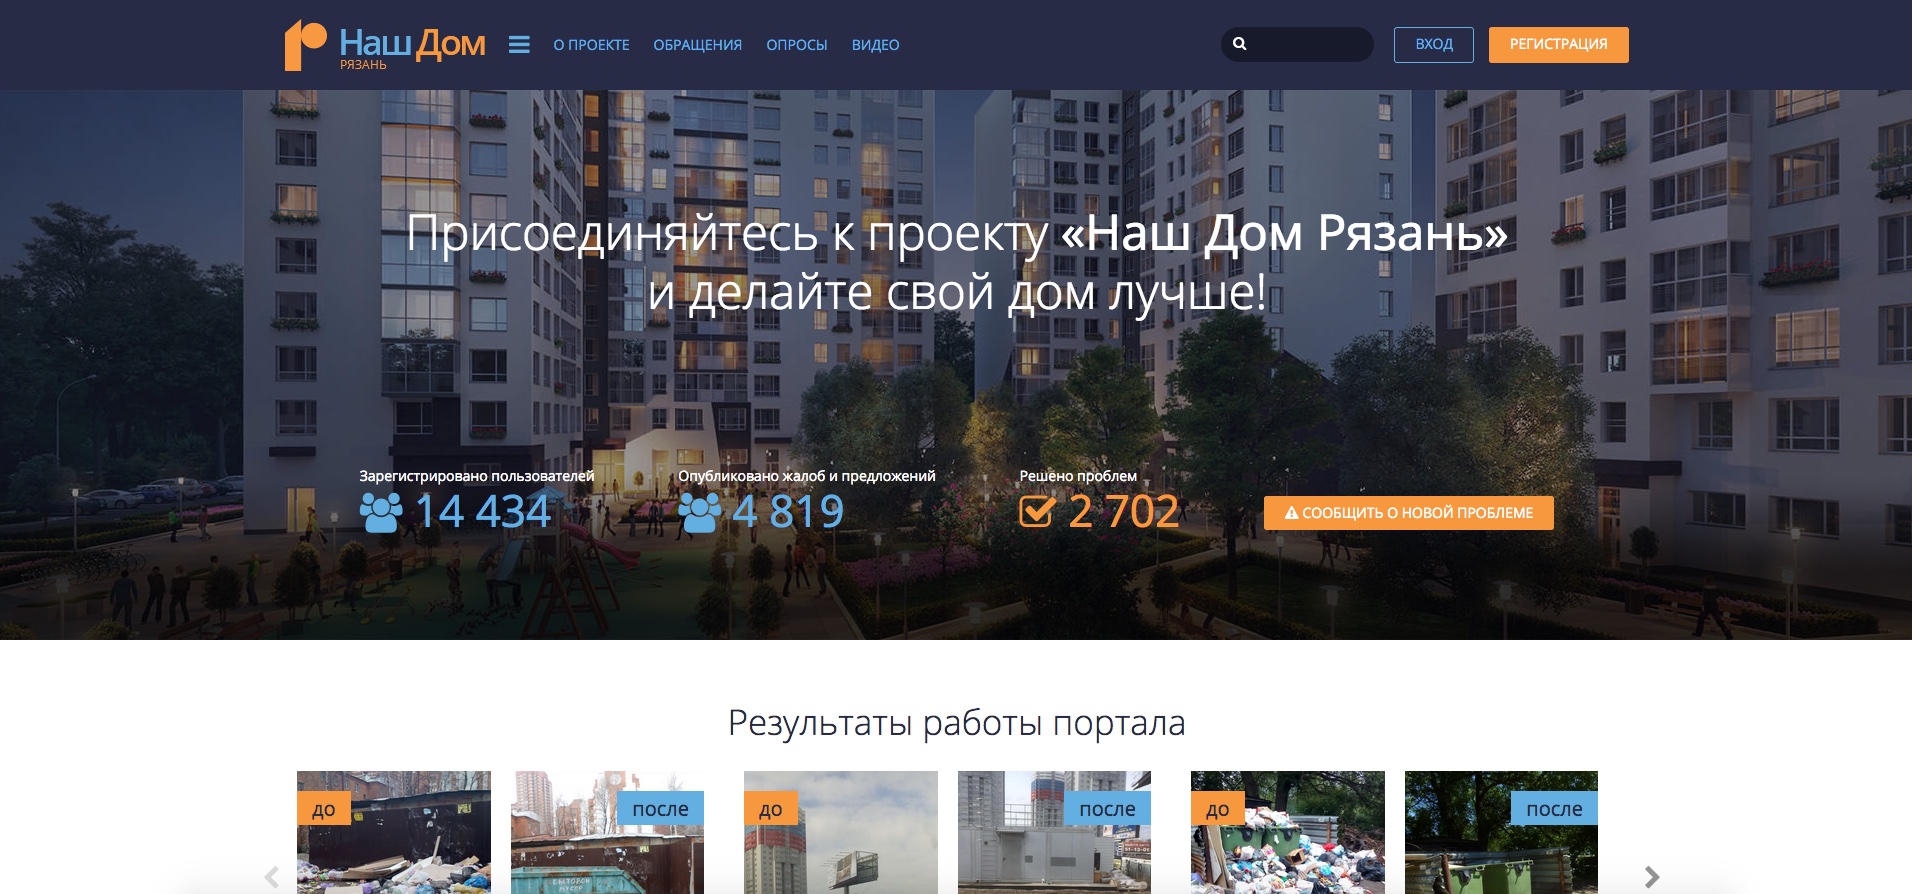 Наш Дом
РЯЗАНЬ
О ПРОЕКТЕ
ОБРАЩЕНИЯ
ОПРОСЫ
ВИДЕО
ВХОД
РЕГИСТРАЦИЯ
Присоединяйтесь к проекту «Наш Дом Рязань»
и делайте свой дом лучше!
Зарегистрировано пользователей
14 434
Опубликовано жалоб и предложений
4 819
Решено проблем
2 702
СООБЩИТЬ О НОВОЙ ПРОБЛЕМЕ
Результаты работы портала
до
после
до
после
до
после